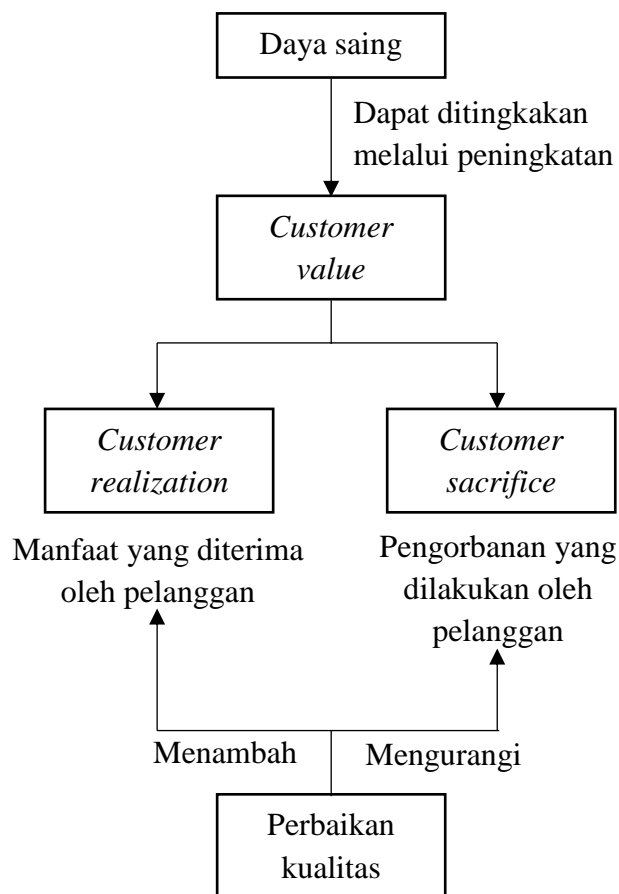 Daya saing
Dapat ditingkakan
melalui peningkatan
Customer
value
Customer
realization
Customer
sacrifice
Manfaat yang diterima
oleh pelanggan
Pengorbanan yang
dilakukan oleh
pelanggan
Menambah
Mengurangi
Perbaikan
kualitas